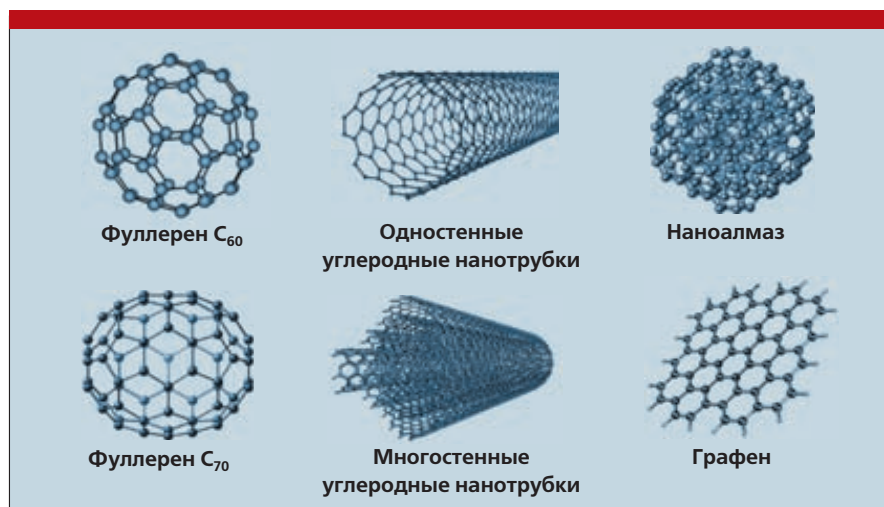 Фуллерен C₆₀
Одностенные
углеродные нанотрубки
Наноалмаз
Фуллерен C₇₀
Многостенные
углеродные нанотрубки
Графен